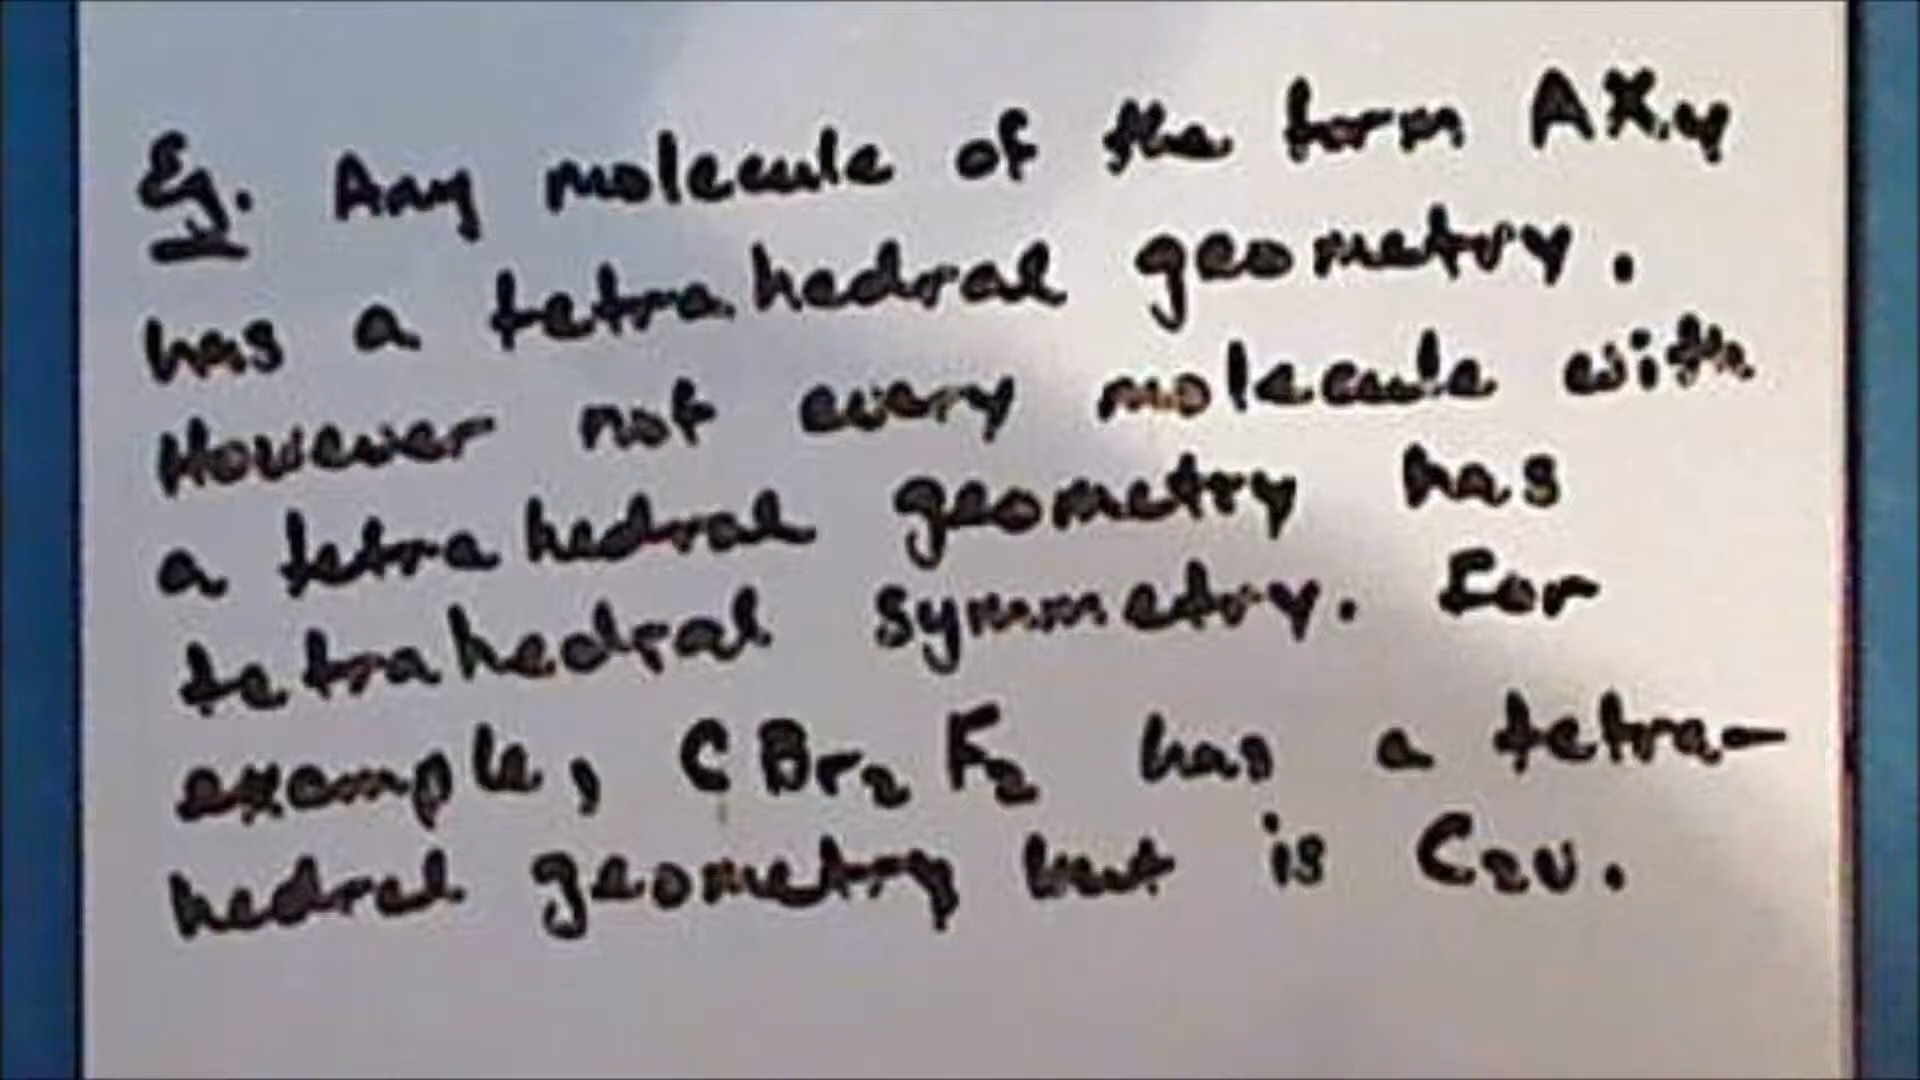 Eg. Any molecule of the form AX4
has a tetrahedral geometry.
However not every molecule with
a tetrahedral geometry has
tetrahedral symmetry. For
example, CBr2F2 has a tetra-
hedral geometry but is C2v.